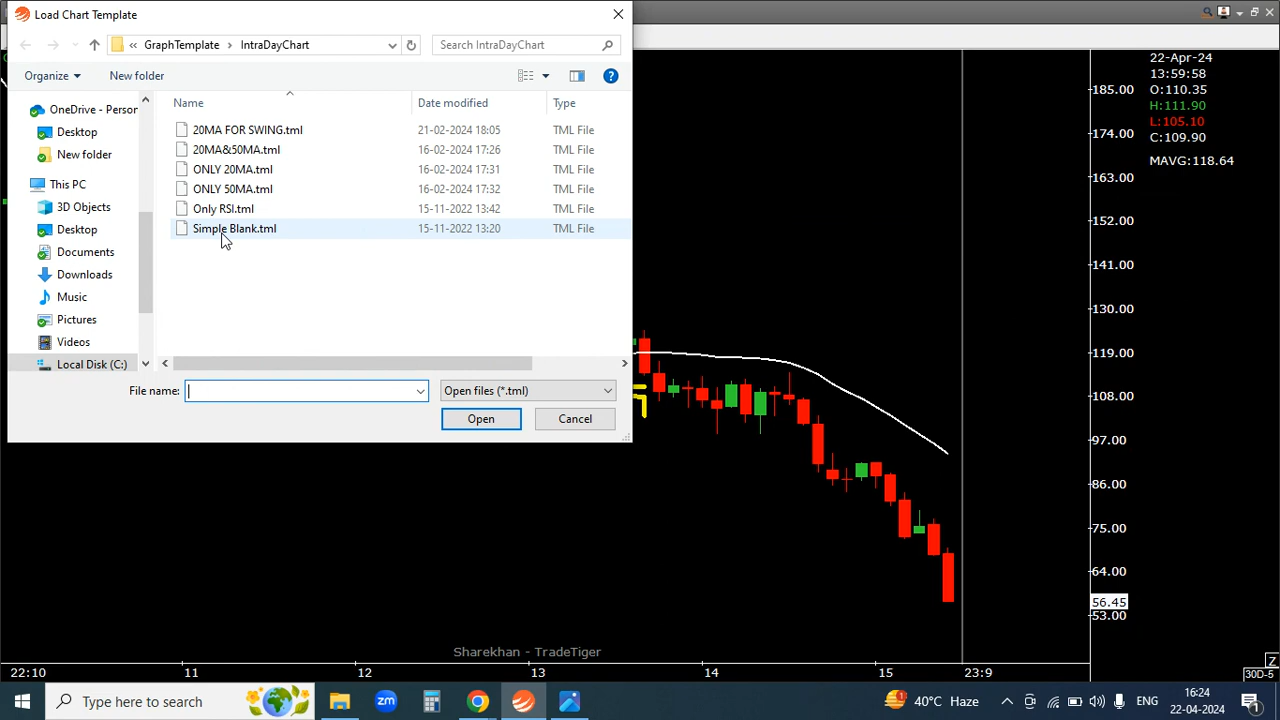 Load Chart Template
« GraphTemplate › IntraDayChart
Search IntraDayChart
Organize
New folder
Name
Date modified
Type
OneDrive - Person
Desktop
New folder
This PC
3D Objects
Desktop
Documents
Downloads
Music
Pictures
Videos
Local Disk (C:)
20MA FOR SWING.tml 21-02-2024 18:05 TML File
20MA&50MA.tml 16-02-2024 17:26 TML File
ONLY 20MA.tml 16-02-2024 17:31 TML File
ONLY 50MA.tml 16-02-2024 17:32 TML File
Only RSI.tml 15-11-2022 13:42 TML File
Simple Blank.tml 15-11-2022 13:20 TML File
File name:
Open files (*.tml)
Open
Cancel
22-Apr-24
13:59:58
O:110.35
H:111.90
L:105.10
C:109.90
MAVG:118.64
185.00
174.00
163.00
152.00
141.00
130.00
119.00
108.00
97.00
86.00
75.00
64.00
56.45
53.00
Sharekhan - TradeTiger
Z
22:10 11 12 13 14 15 23:9
30D-5
Type here to search
zm
40°C Haze
ENG
16:24
22-04-2024
1